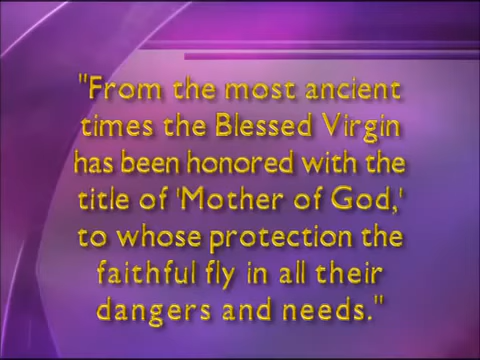 "From the most ancient
times the Blessed Virgin
has been honored with the
title of 'Mother of God,'
to whose protection the
faithful fly in all their
dangers and needs."